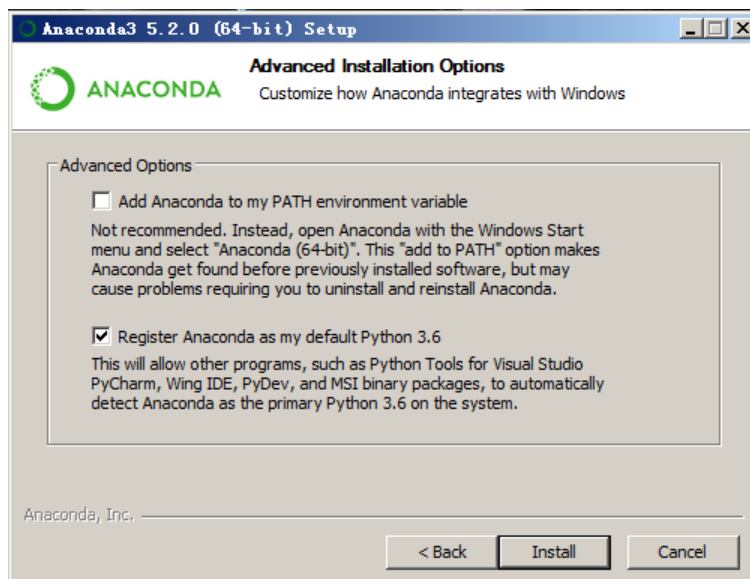 Anaconda3 5.2.0 (64-bit) Setup
ANACONDA
Advanced Installation Options
Customize how Anaconda integrates with Windows
Advanced Options
Add Anaconda to my PATH environment variable
Not recommended. Instead, open Anaconda with the Windows Start
menu and select "Anaconda (64-bit)". This "add to PATH" option makes
Anaconda get found before previously installed software, but may
cause problems requiring you to uninstall and reinstall Anaconda.
Register Anaconda as my default Python 3.6
This will allow other programs, such as Python Tools for Visual Studio
PyCharm, Wing IDE, PyDev, and MSI binary packages, to automatically
detect Anaconda as the primary Python 3.6 on the system.
Anaconda, Inc.
< Back
Install
Cancel